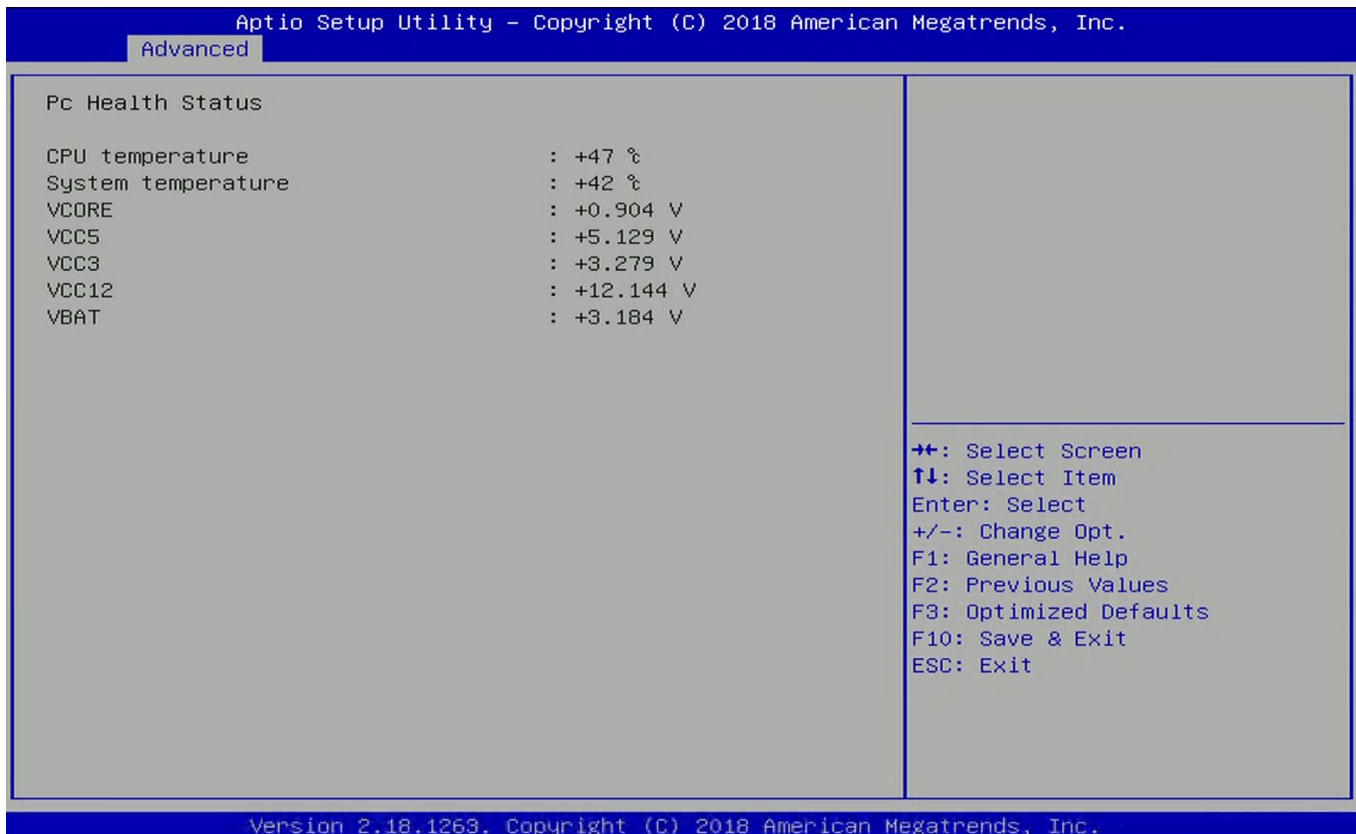 Aptio Setup Utility – Copyright (C) 2018 American Megatrends, Inc.
Advanced
Pc Health Status
CPU temperature : +47 ℃
System temperature : +42 ℃
VCORE : +0.904 V
VCC5 : +5.129 V
VCC3 : +3.279 V
VCC12 : +12.144 V
VBAT : +3.184 V
→←: Select Screen
↑↓: Select Item
Enter: Select
+/-: Change Opt.
F1: General Help
F2: Previous Values
F3: Optimized Defaults
F10: Save & Exit
ESC: Exit
Version 2.18.1263. Copyright (C) 2018 American Megatrends, Inc.